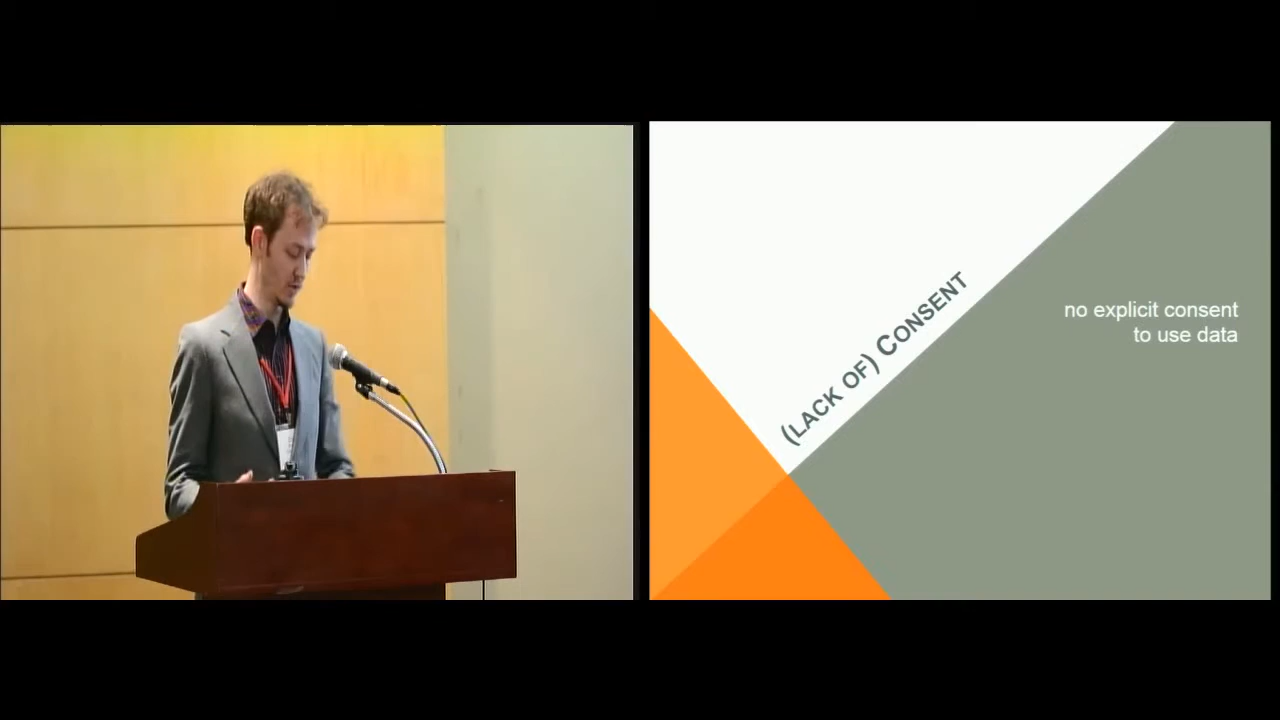 (LACK OF) CONSENT
no explicit consent
to use data